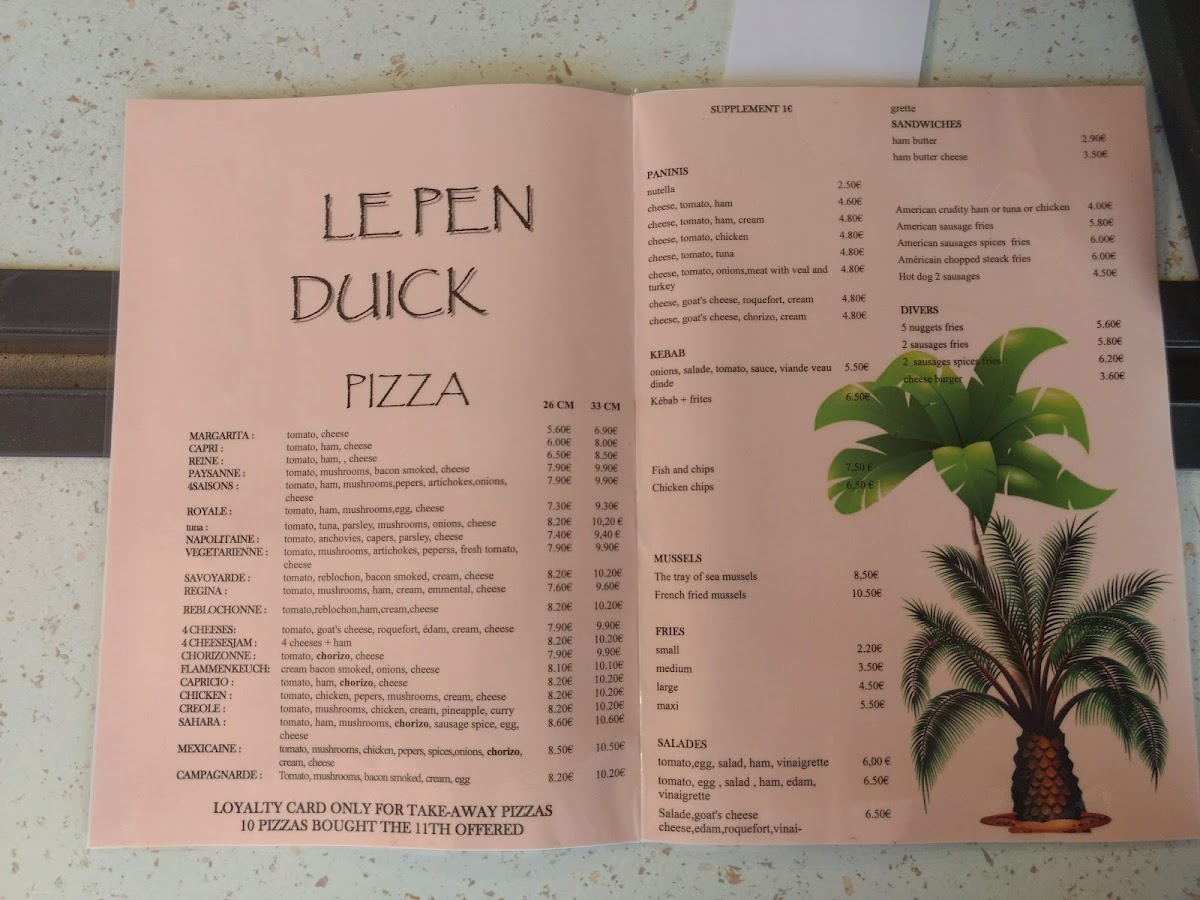 LE PEN
DUICK
PIZZA
26 CM 33 CM
MARGARITA : tomato, cheese 5.60€ 6.90€
CAPRI : tomato, ham, cheese 6.00€ 8.00€
REINE : tomato, ham, , cheese 6.50€ 8.50€
PAYSANNE : tomato, mushrooms, bacon smoked, cheese 7.90€ 9.90€
4SAISONS : tomato, ham, mushrooms,pepers, artichokes,onions, 7.90€ 9.90€
cheese
ROYALE : tomato, ham, mushrooms,egg, cheese 7.30€ 9.30€
tuna : tomato, tuna, parsley, mushrooms, onions, cheese 8.20€ 10,20 €
NAPOLITAINE : tomato, anchovies, capers, parsley, cheese 7.40€ 9,40 €
VEGETARIENNE : tomato, mushrooms, artichokes, peperss, fresh tomato, 7.90€ 9.90€
cheese
SAVOYARDE : tomato, reblochon, bacon smoked, cream, cheese 8.20€ 10.20€
REGINA : tomato, mushrooms, ham, cream, emmental, cheese 7.60€ 9.60€
REBLOCHONNE : tomato,reblochon,ham,cream,cheese 8.20€ 10.20€
4 CHEESES: tomato, goat's cheese, roquefort, édam, cream, cheese 7.90€ 9.90€
4 CHEESESJAM : 4 cheeses + ham 8.20€ 10.20€
CHORIZONNE : tomato, chorizo, cheese 7.90€ 9.90€
FLAMMENKEUCH: cream bacon smoked, onions, cheese 8.10€ 10.10€
CAPRICIO : tomato, ham, chorizo, cheese 8.20€ 10.20€
CHICKEN : tomato, chicken, pepers, mushrooms, cream, cheese 8.20€ 10.20€
CREOLE : tomato, mushrooms, chicken, cream, pineapple, curry 8.20€ 10.20€
SAHARA : tomato, ham, mushrooms, chorizo, sausage spice, egg, 8.60€ 10.60€
cheese
MEXICAINE : tomato, mushrooms, chicken, pepers, spices,onions, chorizo, 8.50€ 10.50€
cream, cheese
CAMPAGNARDE : Tomato, mushrooms, bacon smoked, cream, egg 8.20€ 10.20€
LOYALTY CARD ONLY FOR TAKE-AWAY PIZZAS
10 PIZZAS BOUGHT THE 11TH OFFERED
SUPPLEMENT 1€
PANINIS
nutella 2.50€
cheese, tomato, ham 4.60€
cheese, tomato, ham, cream 4.80€
cheese, tomato, chicken 4.80€
cheese, tomato, tuna 4.80€
cheese, tomato, onions,meat with veal and 4.80€
turkey
cheese, goat's cheese, roquefort, cream 4.80€
cheese, goat's cheese, chorizo, cream 4.80€
KEBAB
onions, salade, tomato, sauce, viande veau 5.50€
dinde
Kébab + frites 6.50€
Fish and chips 7,50 €
Chicken chips 6,50 €
MUSSELS
The tray of sea mussels 8,50€
French fried mussels 10.50€
FRIES
small 2.20€
medium 3.50€
large 4.50€
maxi 5.50€
SALADES
tomato,egg, salad, ham, vinaigrette 6,00 €
tomato, egg , salad , ham, edam, 6.50€
vinaigrette
Salade,goat's cheese 6.50€
cheese,edam,roquefort,vinai-
grette
SANDWICHES
ham butter 2.90€
ham butter cheese 3.50€
American crudity ham or tuna or chicken 4.00€
American sausage fries 5.80€
American sausages spices fries 6.00€
Américain chopped steack fries 6.00€
Hot dog 2 sausages 4.50€
DIVERS
5 nuggets fries 5.60€
2 sausages fries 5.80€
2 sausages spices fries 6.20€
cheese burger 3.60€